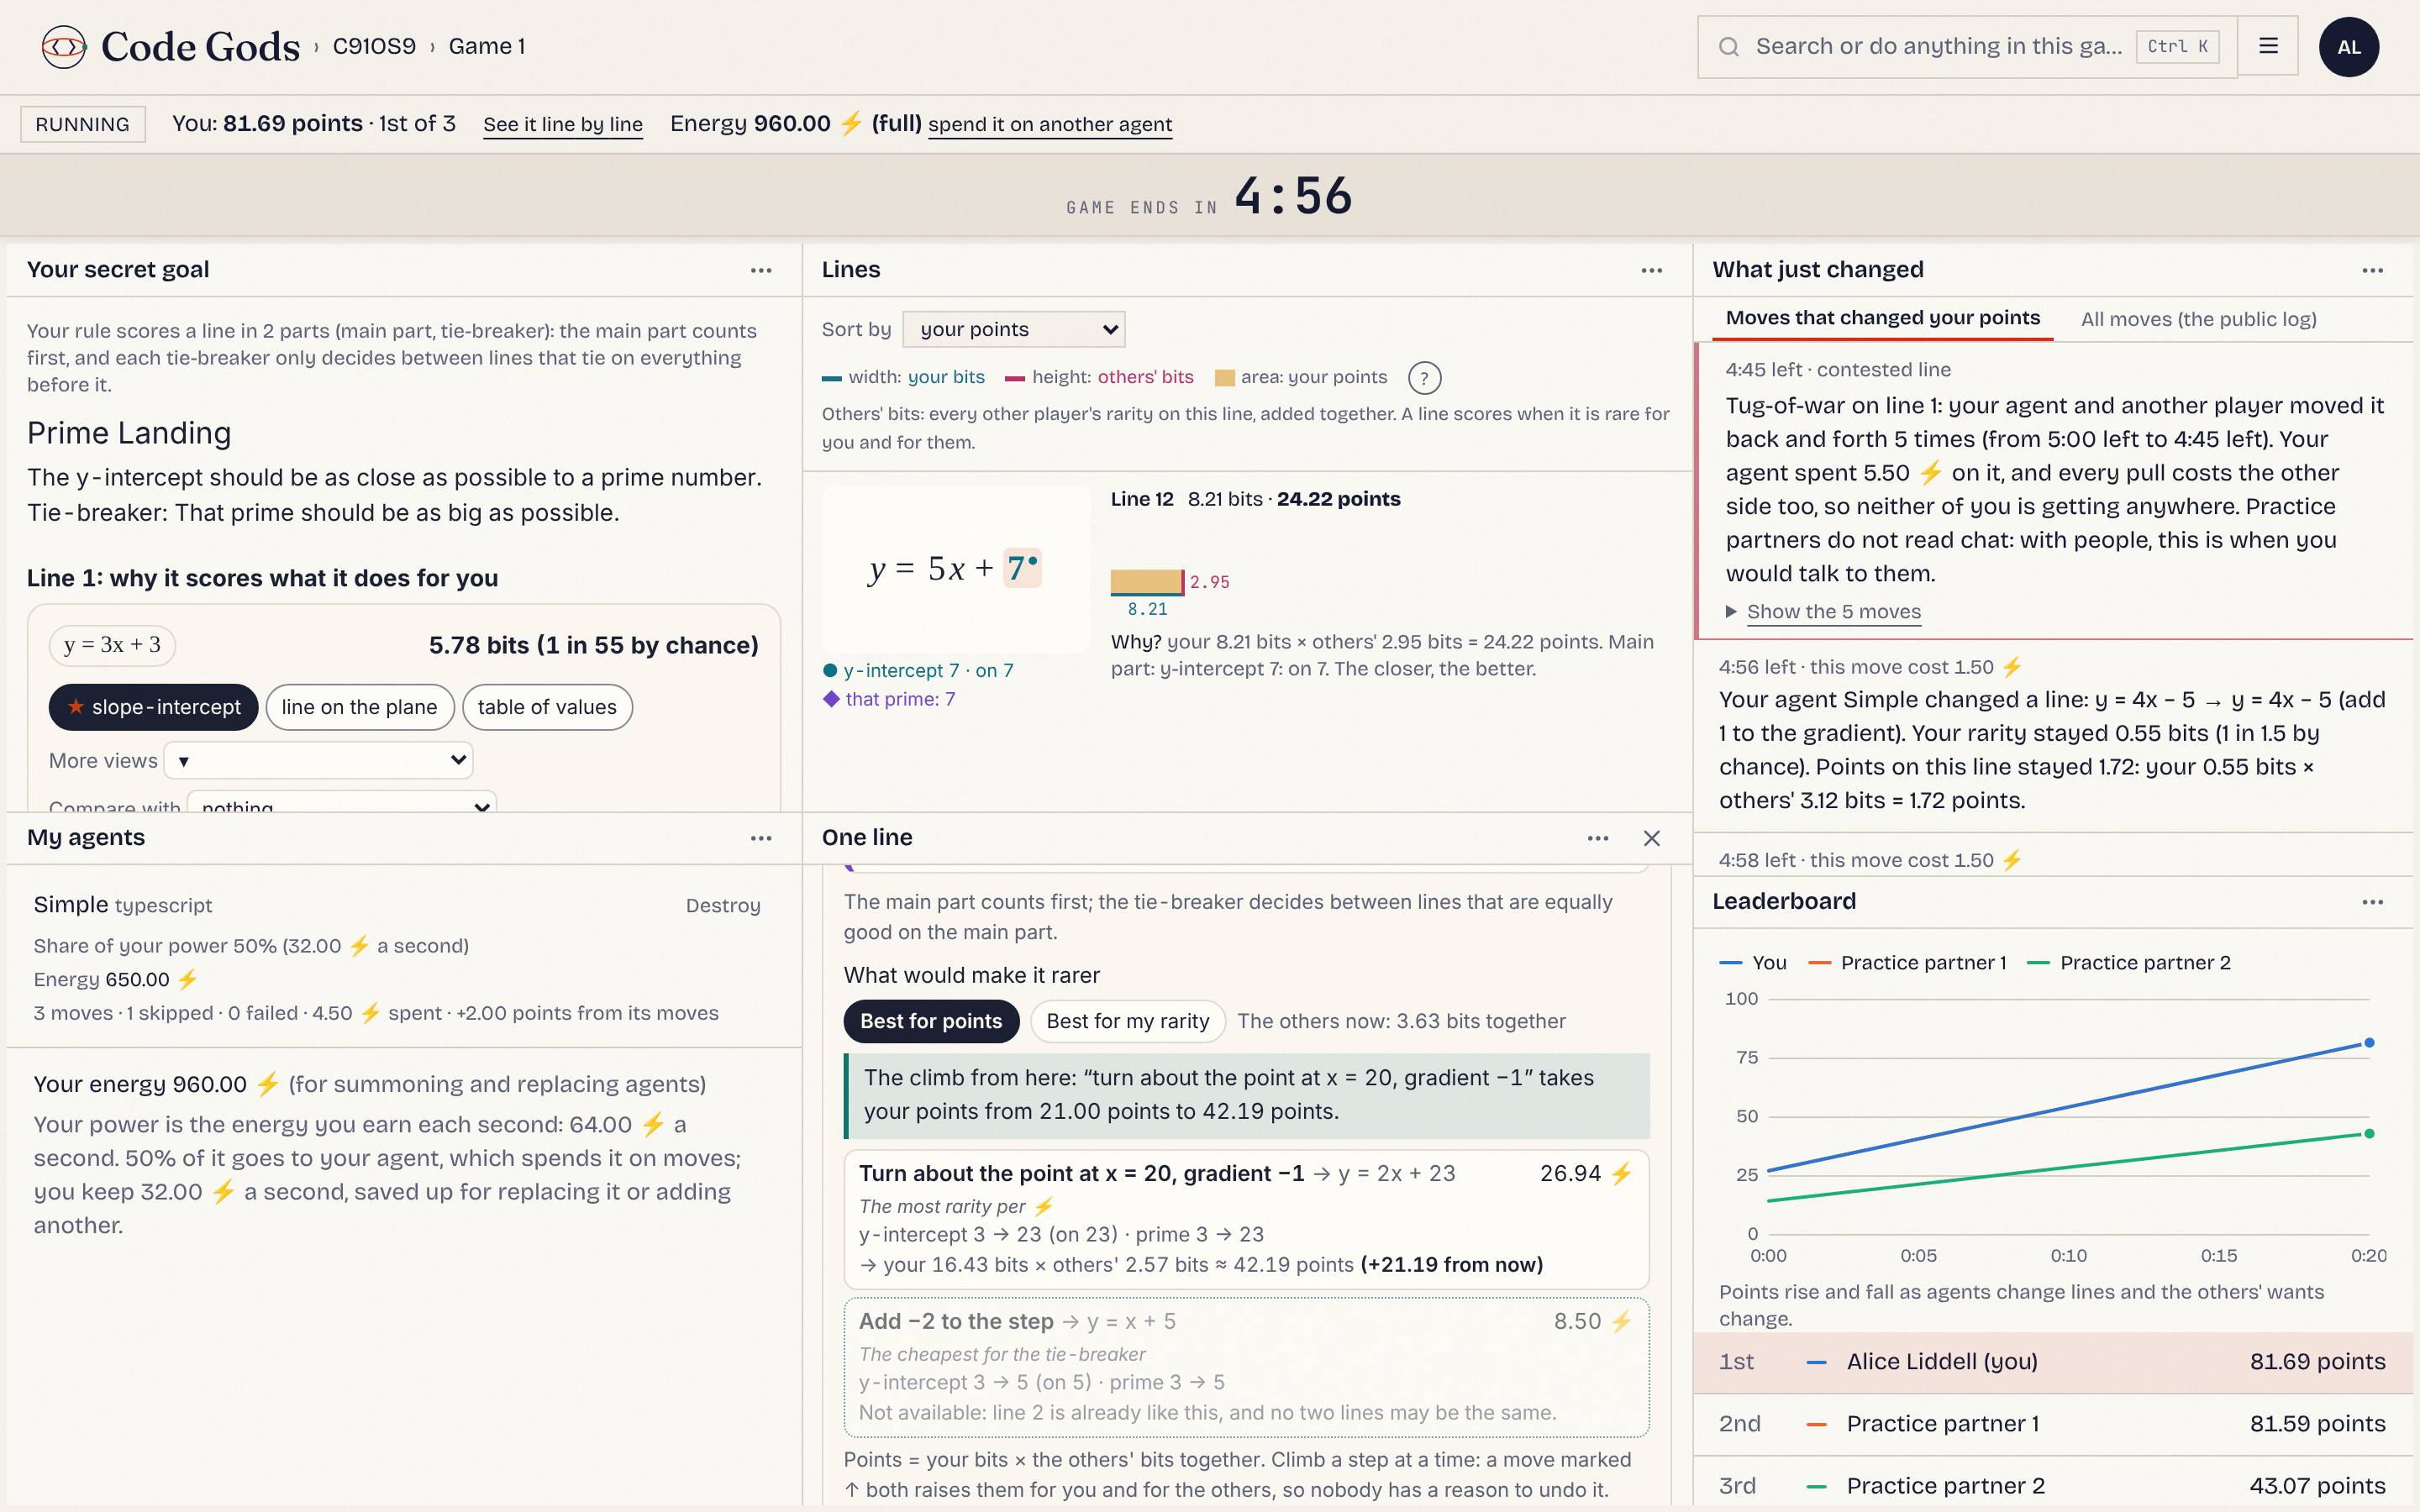 Code Gods › C91OS9 › Game 1
Search or do anything in this ga... Ctrl K
AL
RUNNING You: 81.69 points · 1st of 3 See it line by line Energy 960.00 ⚡ (full) spend it on another agent
GAME ENDS IN 4:56
Your secret goal
Your rule scores a line in 2 parts (main part, tie-breaker): the main part counts
first, and each tie-breaker only decides between lines that tie on everything
before it.
Prime Landing
The y-intercept should be as close as possible to a prime number.
Tie-breaker: That prime should be as big as possible.
Line 1: why it scores what it does for you
y = 3x + 3 5.78 bits (1 in 55 by chance)
★ slope-intercept line on the plane table of values
More views ▾
Compare with nothing
My agents
Simple typescript Destroy
Share of your power 50% (32.00 ⚡ a second)
Energy 650.00 ⚡
3 moves · 1 skipped · 0 failed · 4.50 ⚡ spent · +2.00 points from its moves
Your energy 960.00 ⚡ (for summoning and replacing agents)
Your power is the energy you earn each second: 64.00 ⚡ a
second. 50% of it goes to your agent, which spends it on moves;
you keep 32.00 ⚡ a second, saved up for replacing it or adding
another.
Lines
Sort by your points
width: your bits height: others' bits area: your points ?
Others' bits: every other player's rarity on this line, added together. A line scores when it is rare for
you and for them.
y = 5x + 7
y-intercept 7 · on 7
that prime: 7
Line 12 8.21 bits · 24.22 points
2.95
8.21
Why? your 8.21 bits × others' 2.95 bits = 24.22 points. Main
part: y-intercept 7: on 7. The closer, the better.
One line
The main part counts first; the tie-breaker decides between lines that are equally
good on the main part.
What would make it rarer
Best for points Best for my rarity The others now: 3.63 bits together
The climb from here: “turn about the point at x = 20, gradient −1” takes
your points from 21.00 points to 42.19 points.
Turn about the point at x = 20, gradient −1 → y = 2x + 23 26.94 ⚡
The most rarity per ⚡
y-intercept 3 → 23 (on 23) · prime 3 → 23
→ your 16.43 bits × others' 2.57 bits ≈ 42.19 points (+21.19 from now)
Add −2 to the step → y = x + 5 8.50 ⚡
The cheapest for the tie-breaker
y-intercept 3 → 5 (on 5) · prime 3 → 5
Not available: line 2 is already like this, and no two lines may be the same.
Points = your bits × the others' bits together. Climb a step at a time: a move marked
↑ both raises them for you and for the others, so nobody has a reason to undo it.
What just changed
Moves that changed your points All moves (the public log)
4:45 left · contested line
Tug-of-war on line 1: your agent and another player moved it
back and forth 5 times (from 5:00 left to 4:45 left). Your
agent spent 5.50 ⚡ on it, and every pull costs the other
side too, so neither of you is getting anywhere. Practice
partners do not read chat: with people, this is when you
would talk to them.
▶ Show the 5 moves
4:56 left · this move cost 1.50 ⚡
Your agent Simple changed a line: y = 4x − 5 → y = 4x − 5 (add
1 to the gradient). Your rarity stayed 0.55 bits (1 in 1.5 by
chance). Points on this line stayed 1.72: your 0.55 bits ×
others' 3.12 bits = 1.72 points.
4:58 left · this move cost 1.50 ⚡
Leaderboard
You Practice partner 1 Practice partner 2
100
75
50
25
0
0:00 0:05 0:10 0:15 0:20
Points rise and fall as agents change lines and the others' wants
change.
1st Alice Liddell (you) 81.69 points
2nd Practice partner 1 81.59 points
3rd Practice partner 2 43.07 points